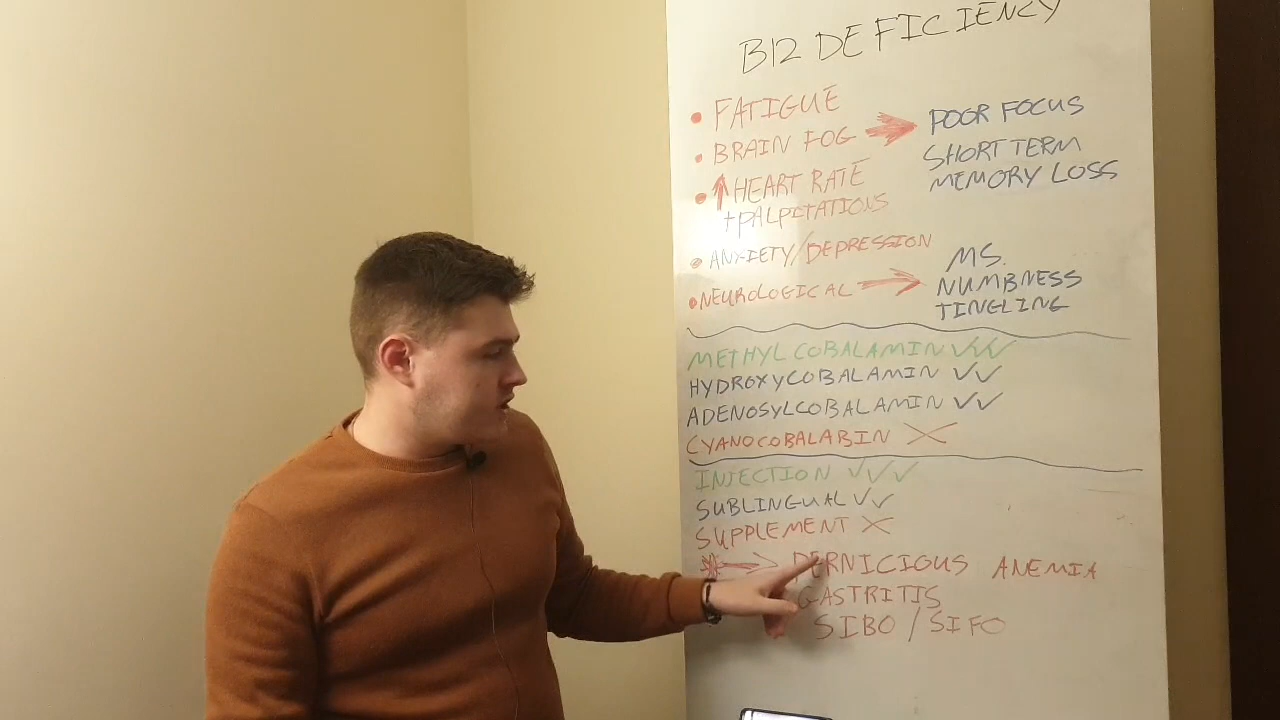 B12 DEFICIENCY
• FATIGUE
• BRAIN FOG → POOR FOCUS
SHORT TERM
MEMORY LOSS
• ↑ HEART RATE
+ PALPITATIONS
• ANXIETY/DEPRESSION
• NEUROLOGICAL → MS.
NUMBNESS
TINGLING
METHYLCOBALAMIN ✓✓✓
HYDROXYCOBALAMIN ✓✓
ADENOSYLCOBALAMIN ✓✓
CYANOCOBALABIN ✗
INJECTION ✓✓✓
SUBLINGUAL ✓✓
SUPPLEMENT ✗
* → PERNICIOUS ANEMIA
GASTRITIS
SIBO / SIFO